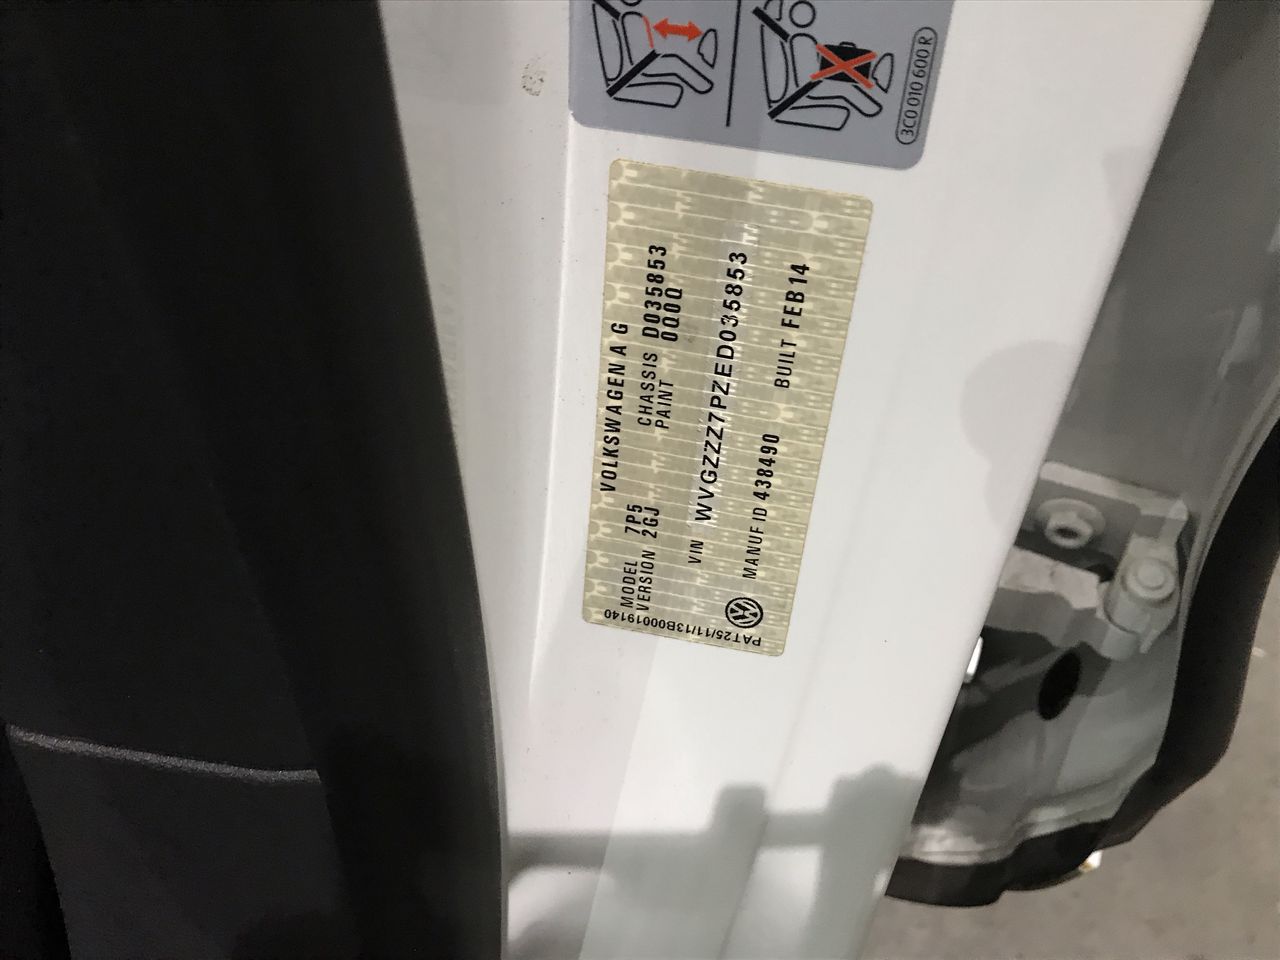 3C0 010 600 R
VOLKSWAGEN A G
MODEL 7P5 CHASSIS D035853
VERSION 2GJ PAINT 0Q0Q
VIN WVGZZZ7PZED035853
MANUF ID 438490 BUILT FEB14
PAT25/11/13B00019140